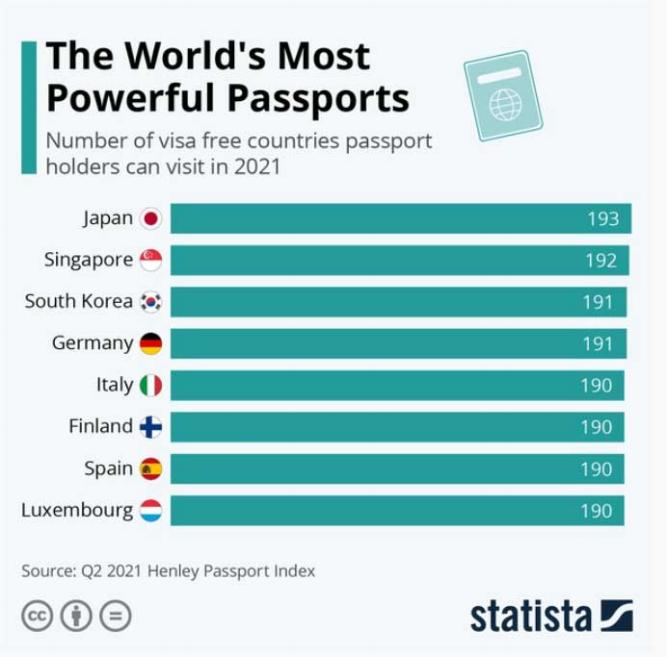 The World's Most
Powerful Passports
Number of visa free countries passport
holders can visit in 2021
Japan 193
Singapore 192
South Korea 191
Germany 191
Italy 190
Finland 190
Spain 190
Luxembourg 190
Source: Q2 2021 Henley Passport Index
cc
statista